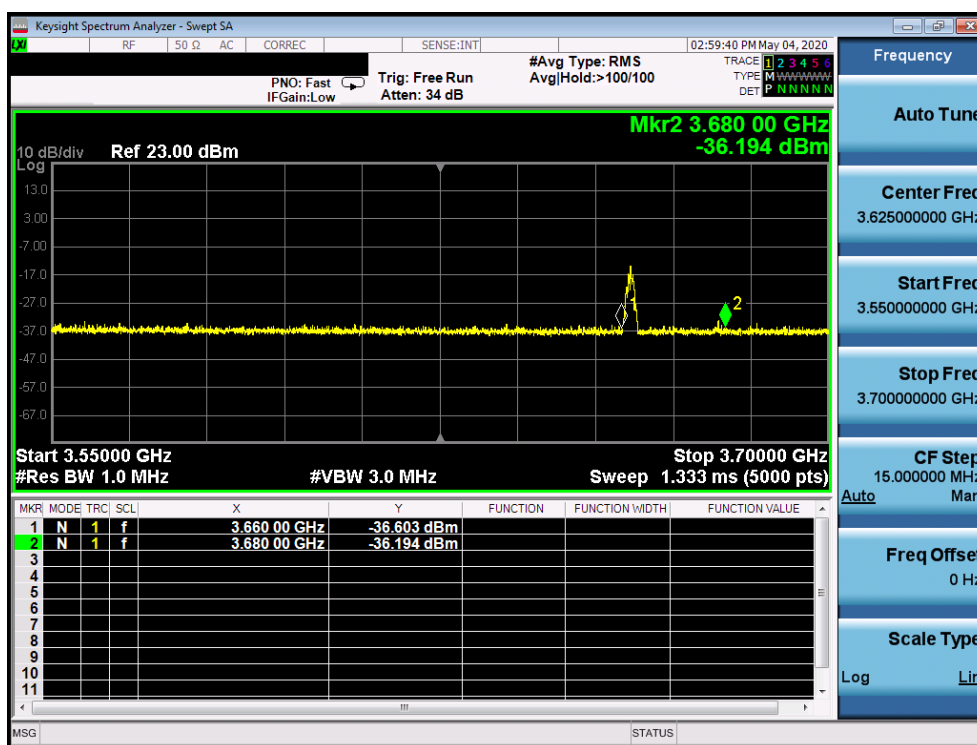 Keysight Spectrum Analyzer - Swept SA
LXI RF 50 Ω AC CORREC SENSE:INT 02:59:40 PM May 04, 2020
Frequency
PNO: Fast
IFGain:Low
Trig: Free Run
Atten: 34 dB
#Avg Type: RMS
Avg|Hold:>100/100
TRACE 1 2 3 4 5 6
TYPE M WWWWW
DET P N N N N N
Auto Tune
Mkr2 3.680 00 GHz
-36.194 dBm
10 dB/div Ref 23.00 dBm
Log
13.0
3.00
-7.00
-17.0
-27.0
-37.0
-47.0
-57.0
-67.0
1
2
Start 3.55000 GHz Stop 3.70000 GHz
#Res BW 1.0 MHz #VBW 3.0 MHz Sweep 1.333 ms (5000 pts)
Center Freq
3.625000000 GHz
Start Freq
3.550000000 GHz
Stop Freq
3.700000000 GHz
CF Step
15.000000 MHz
Auto Man
Freq Offset
0 Hz
Scale Type
Log Lin
MKR MODE TRC SCL X Y FUNCTION FUNCTION WIDTH FUNCTION VALUE
1 N 1 f 3.660 00 GHz -36.603 dBm
2 N 1 f 3.680 00 GHz -36.194 dBm
3
4
5
6
7
8
9
10
11
MSG STATUS